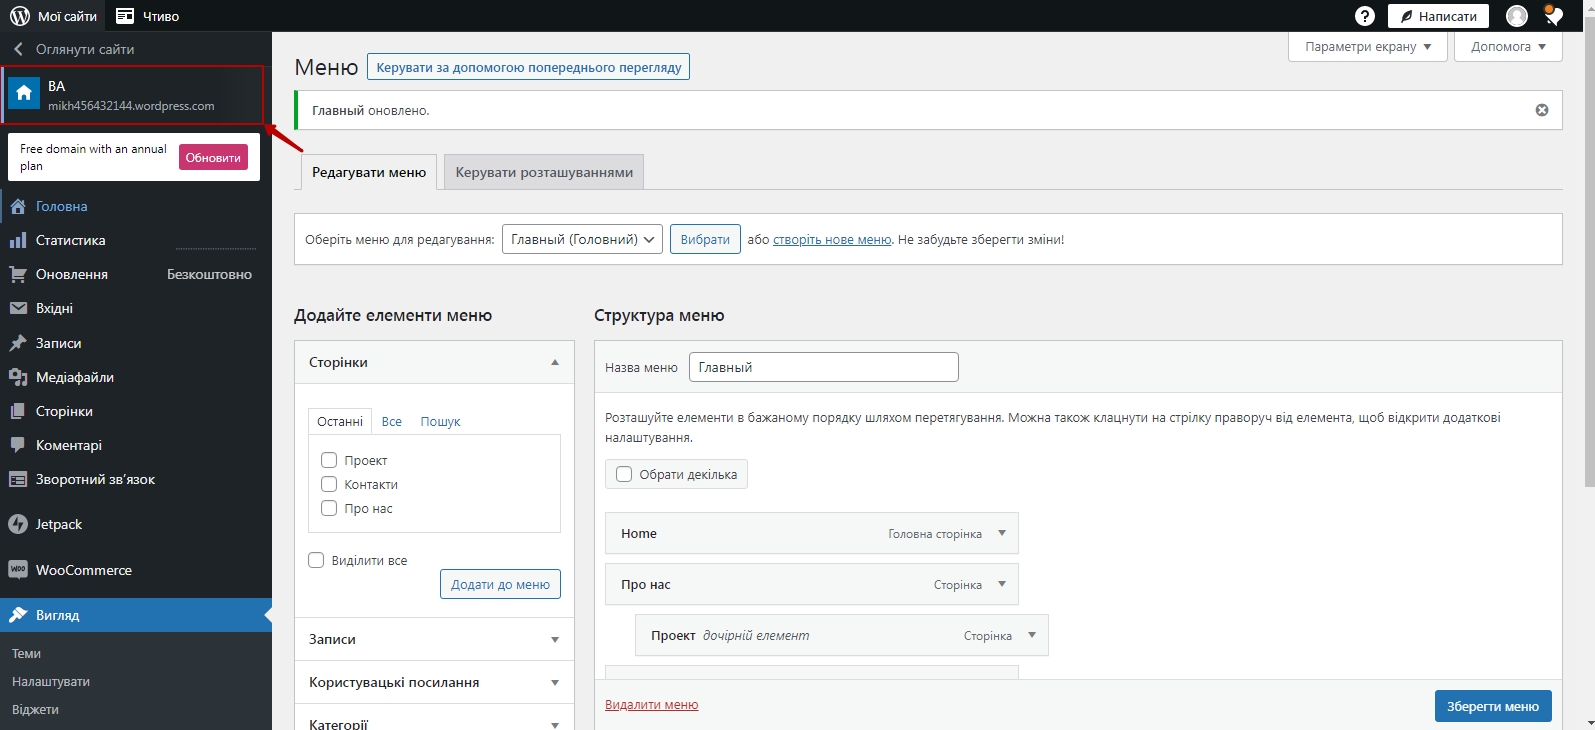 Мої сайти
Чтиво
Написати
Оглянути сайти
BA
mikh456432144.wordpress.com
Free domain with an annual
plan
Обновити
Головна
Статистика
Оновлення
Безкоштовно
Вхідні
Записи
Медіафайли
Сторінки
Коментарі
Зворотний зв’язок
Jetpack
WooCommerce
Вигляд
Теми
Налаштувати
Віджети
Параметри екрану
Допомога
Меню
Керувати за допомогою попереднього перегляду
Главный оновлено.
Редагувати меню
Керувати розташуваннями
Оберіть меню для редагування: Главный (Головний) Вибрати або створіть нове меню. Не забудьте зберегти зміни!
Додайте елементи меню
Сторінки
Останні
Все
Пошук
Проект
Контакти
Про нас
Виділити все
Додати до меню
Записи
Користувацькі посилання
Категорії
Структура меню
Назва меню
Главный
Розташуйте елементи в бажаному порядку шляхом перетягування. Можна також клацнути на стрілку праворуч від елемента, щоб відкрити додаткові
налаштування.
Обрати декілька
Home
Головна сторінка
Про нас
Сторінка
Проект дочірній елемент
Сторінка
Видалити меню
Зберегти меню